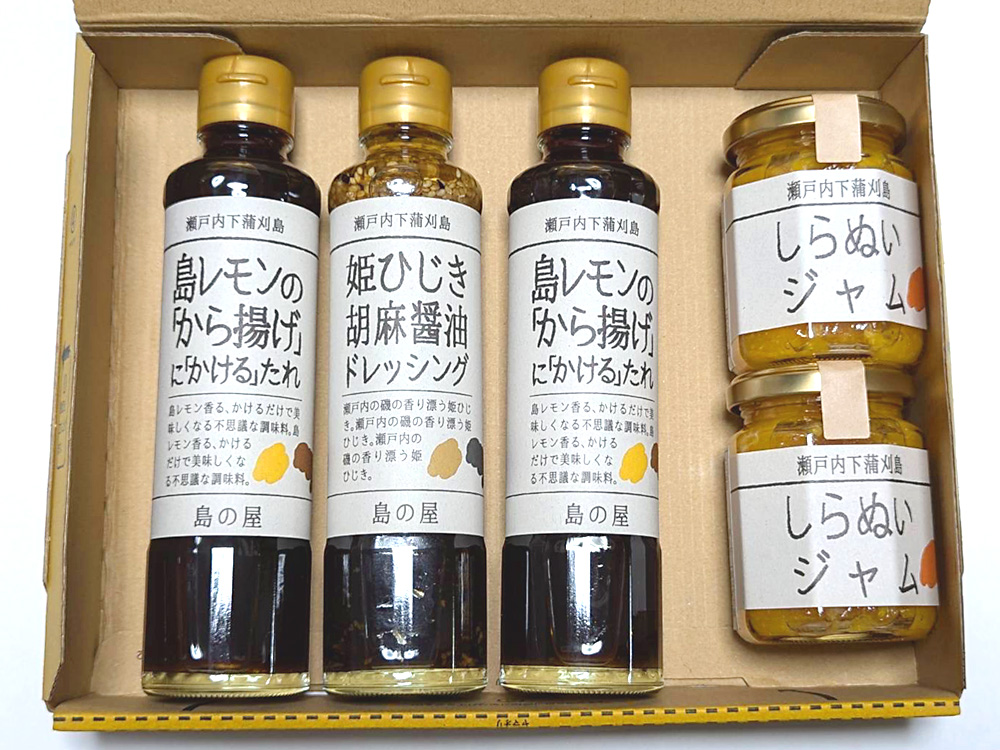 瀬戸内下蒲刈島
島レモンの
「から揚げ」
に「かける」たれ
島レモン香る、かけるだけで美
味しくなる不思議な調味料。島
レモン香る、かける
だけで美味しくな
る不思議な調味料。
島の屋
瀬戸内下蒲刈島
姫ひじき
胡麻醤油
ドレッシング
瀬戸内の磯の香り漂う姫ひじ
き。瀬戸内の磯の香り漂う姫
ひじき。瀬戸内の
磯の香り漂う姫
ひじき。
島の屋
瀬戸内下蒲刈島
島レモンの
「から揚げ」
に「かける」たれ
島レモン香る、かけるだけで美
味しくなる不思議な調味料。島
レモン香る、かける
だけで美味しくな
る不思議な調味料。
島の屋
瀬戸内下蒲刈島
しらぬい
ジャム
瀬戸内下蒲刈島
しらぬい
ジャム